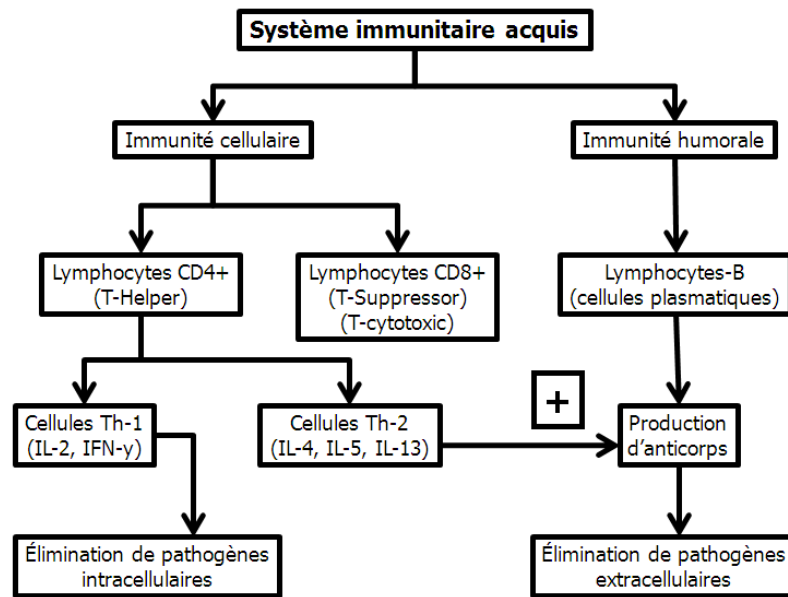 Système immunitaire acquis
Immunité cellulaire
Immunité humorale
Lymphocytes CD4+
(T-Helper)
Lymphocytes CD8+
(T-Suppressor)
(T-cytotoxic)
Lymphocytes-B
(cellules plasmatiques)
+
Cellules Th-1
(IL-2, IFN-y)
Cellules Th-2
(IL-4, IL-5, IL-13)
Production
d’anticorps
Élimination de pathogènes
intracellulaires
Élimination de pathogènes
extracellulaires